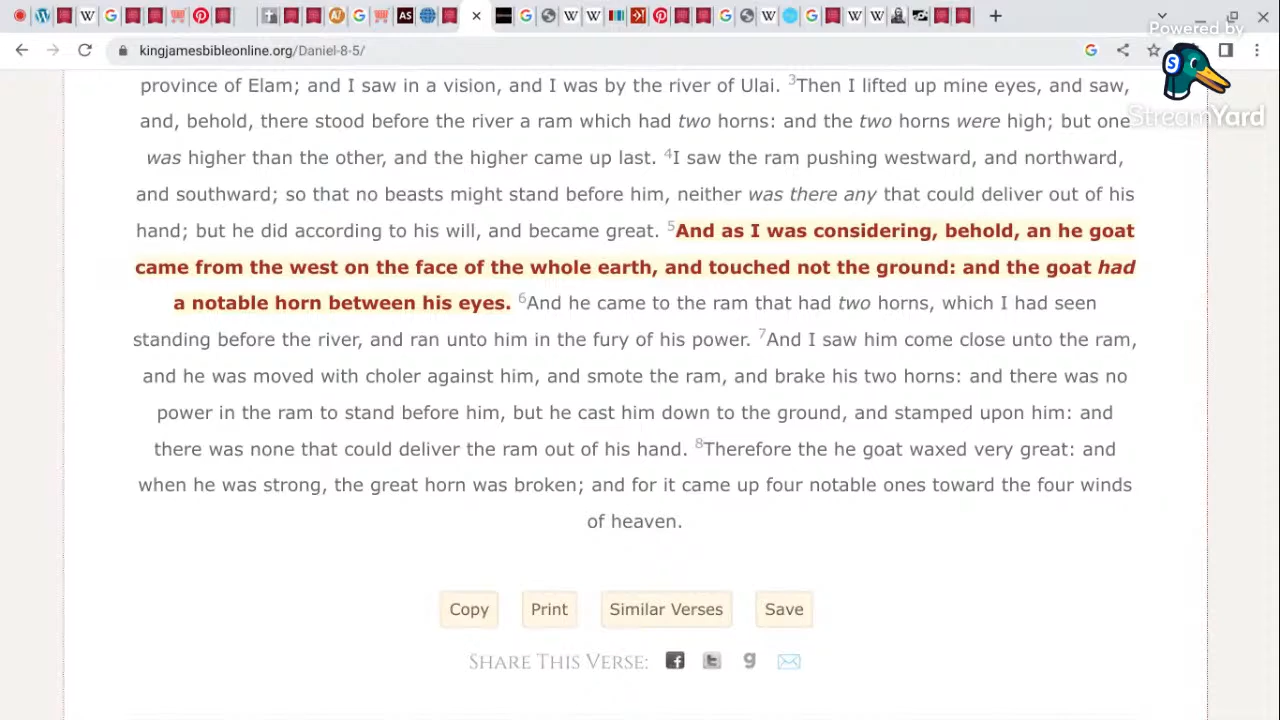 Powered by
StreamYard
kingjamesbibleonline.org/Daniel-8-5/
province of Elam; and I saw in a vision, and I was by the river of Ulai. 3Then I lifted up mine eyes, and saw,
and, behold, there stood before the river a ram which had two horns: and the two horns were high; but one
was higher than the other, and the higher came up last. 4I saw the ram pushing westward, and northward,
and southward; so that no beasts might stand before him, neither was there any that could deliver out of his
hand; but he did according to his will, and became great. 5And as I was considering, behold, an he goat
came from the west on the face of the whole earth, and touched not the ground: and the goat had
a notable horn between his eyes. 6And he came to the ram that had two horns, which I had seen
standing before the river, and ran unto him in the fury of his power. 7And I saw him come close unto the ram,
and he was moved with choler against him, and smote the ram, and brake his two horns: and there was no
power in the ram to stand before him, but he cast him down to the ground, and stamped upon him: and
there was none that could deliver the ram out of his hand. 8Therefore the he goat waxed very great: and
when he was strong, the great horn was broken; and for it came up four notable ones toward the four winds
of heaven.
Copy Print Similar Verses Save
SHARE THIS VERSE: